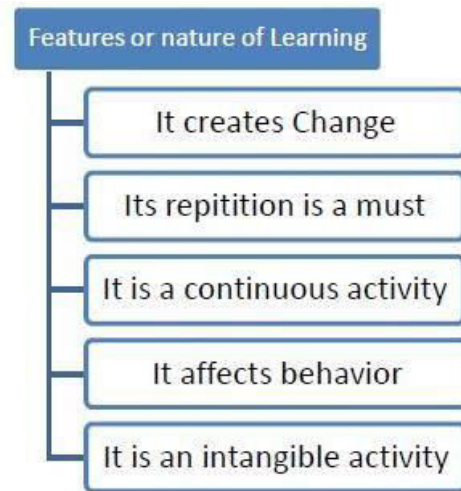 Features or nature of Learning
It creates Change
Its repitition is a must
It is a continuous activity
It affects behavior
It is an intangible activity